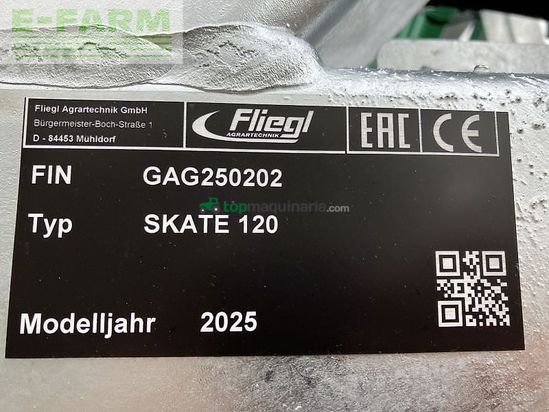 E-FARM
Fliegl Agrartechnik GmbH
Bürgermeister-Boch-Straße 1
D - 84453 Mühldorf
Fliegl
AGRARTECHNIK
EAC CE
FIN GAG250202
topmaquinaria.com
Typ SKATE 120
Modelljahr 2025